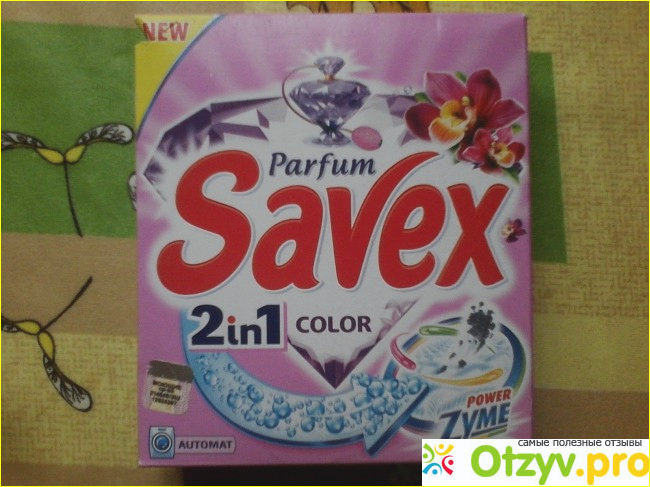 NEW
Parfum
Savex
2in1 COLOR
POWER
ZYME
AUTOMAT
самые полезные отзывы
Otzyv.pro